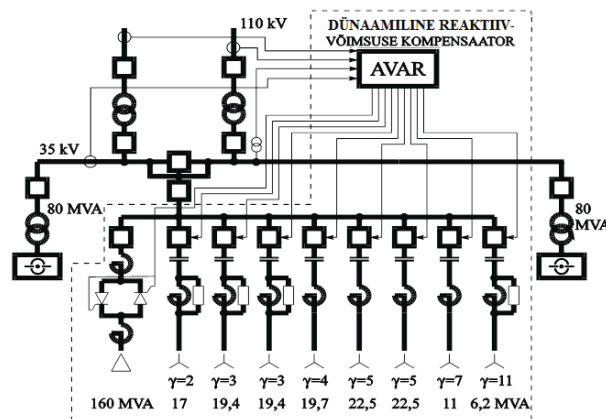 110 kV
DÜNAAMILINE REAKTIIV-
VÕIMSUSE KOMPENSAATOR
AVAR
35 kV
80 MVA
80
MVA
γ=2 γ=3 γ=3 γ=4 γ=5 γ=5 γ=7 γ=11
160 MVA 17 19,4 19,4 19,7 22,5 22,5 11 6,2 MVA